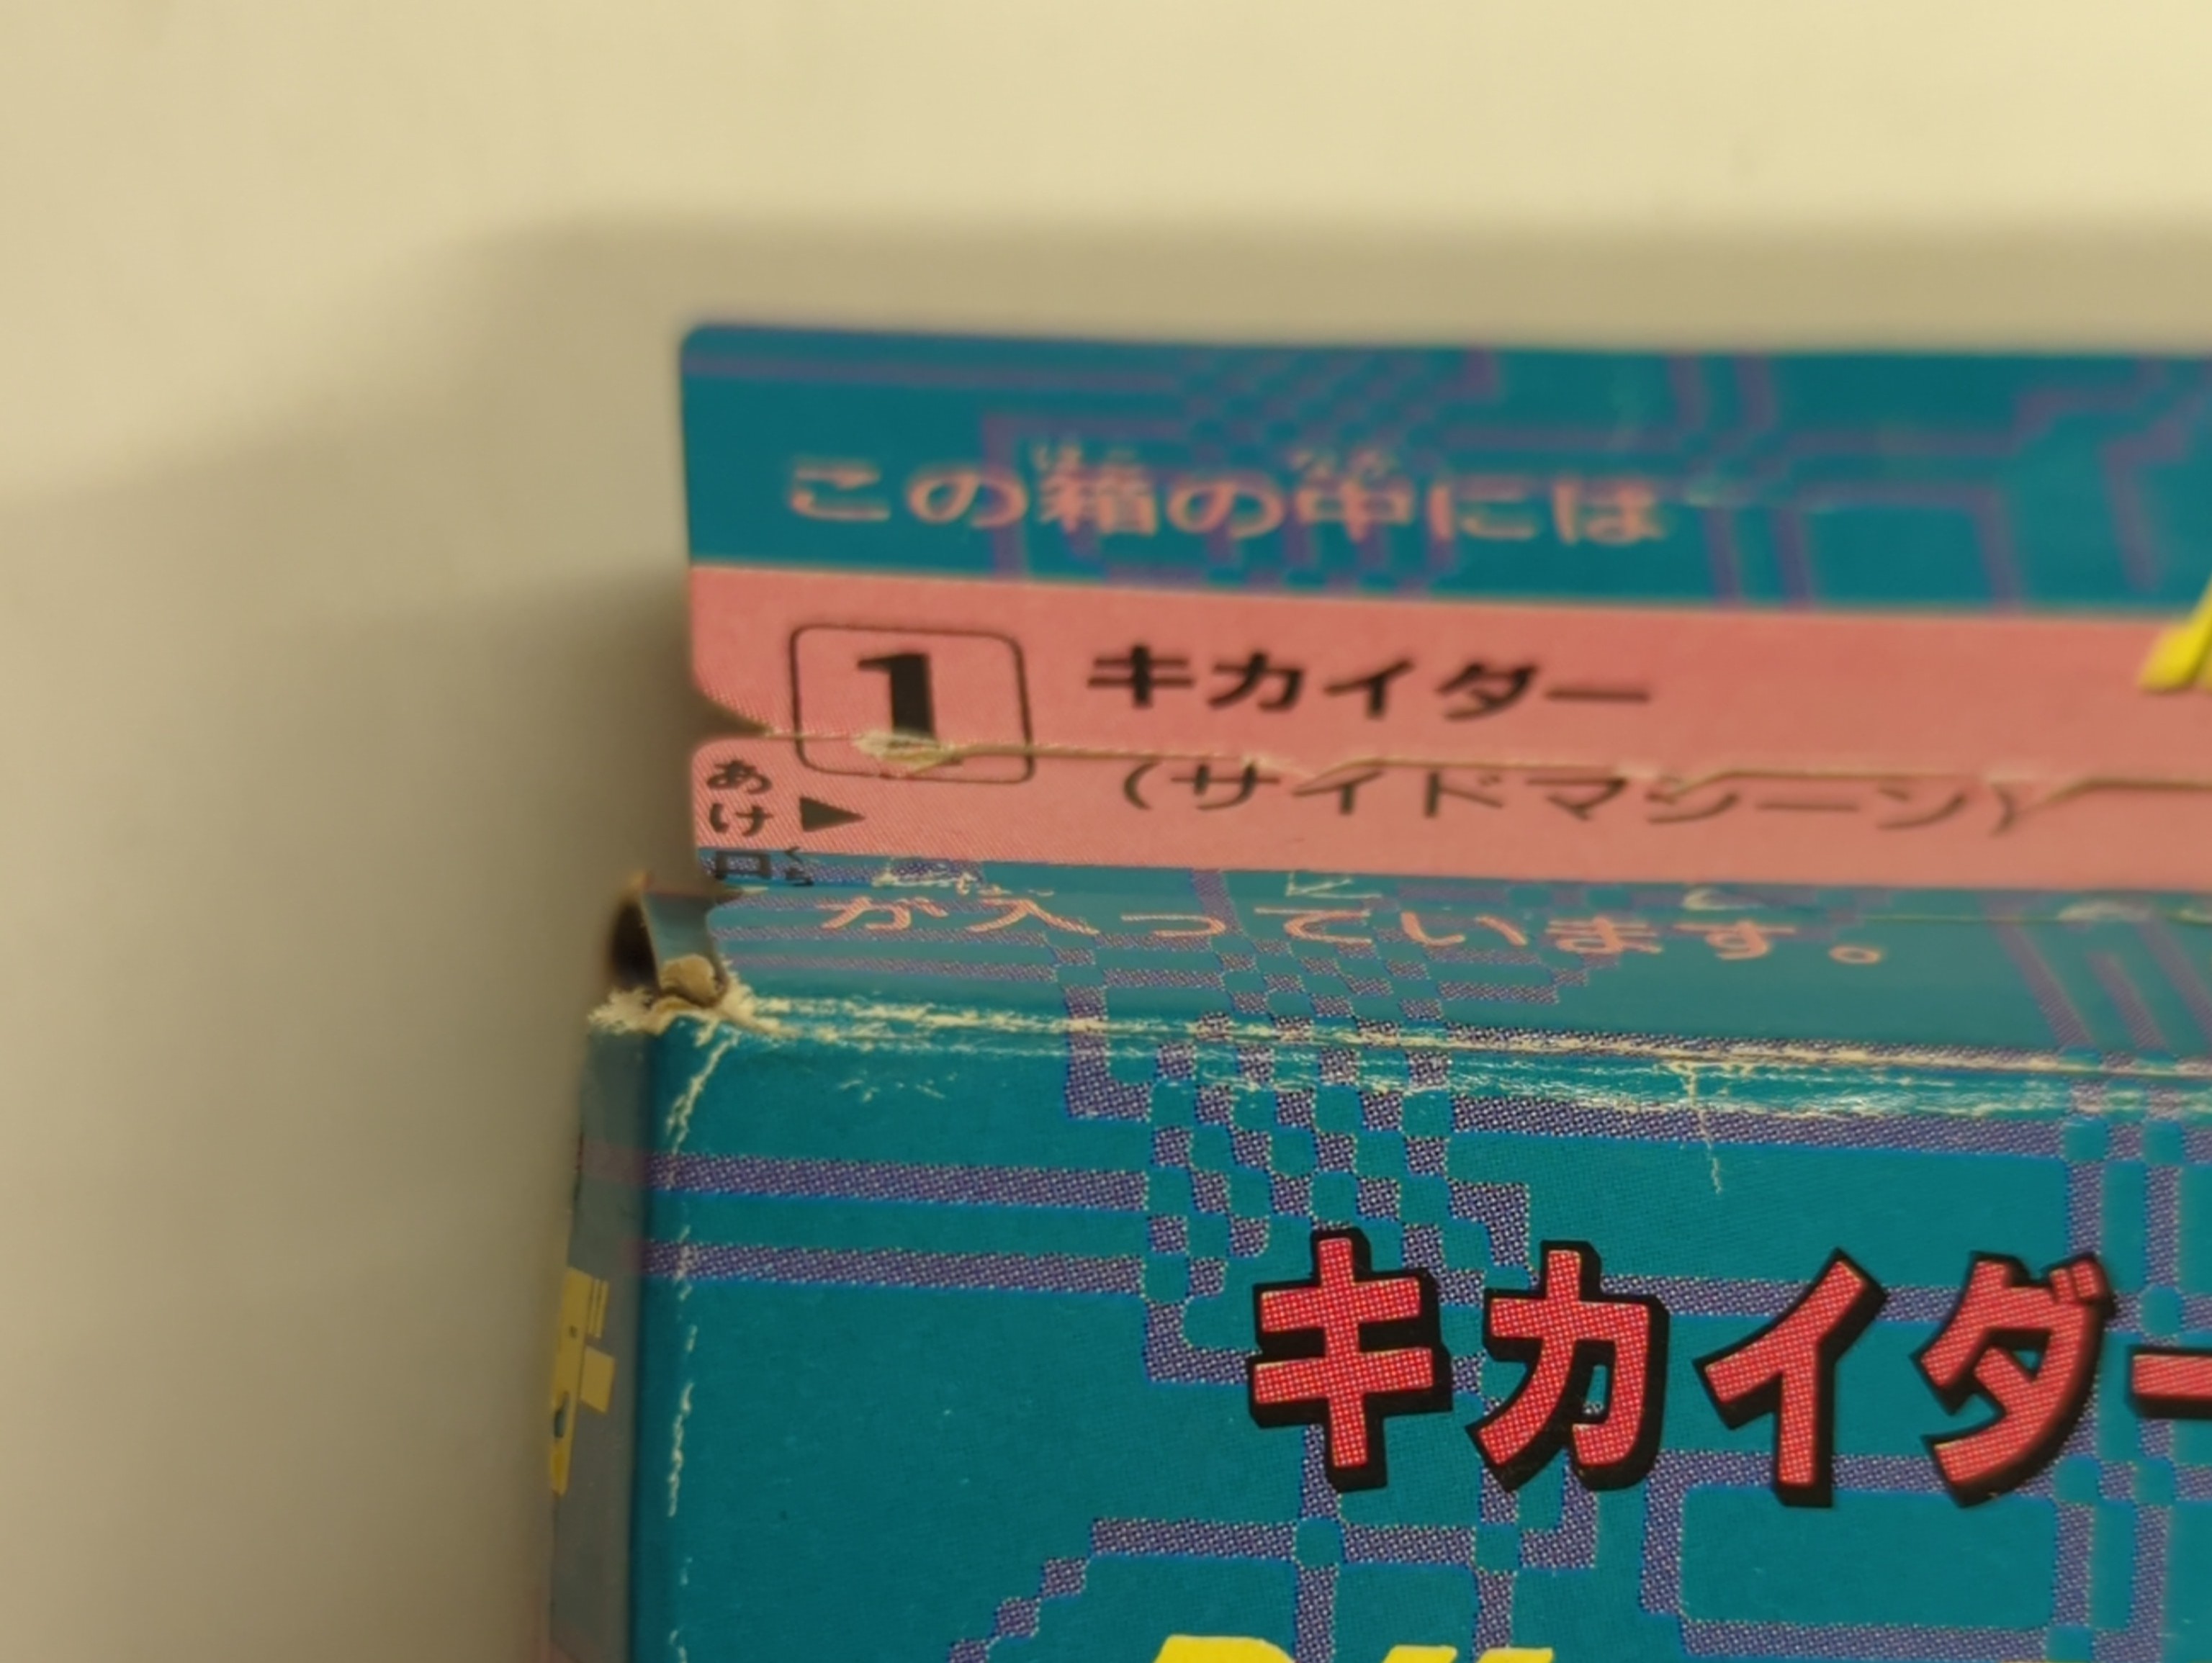 この箱の中には
1 キカイダー
(サイドマシーン)
あけ口
が入っています。
キカイダー